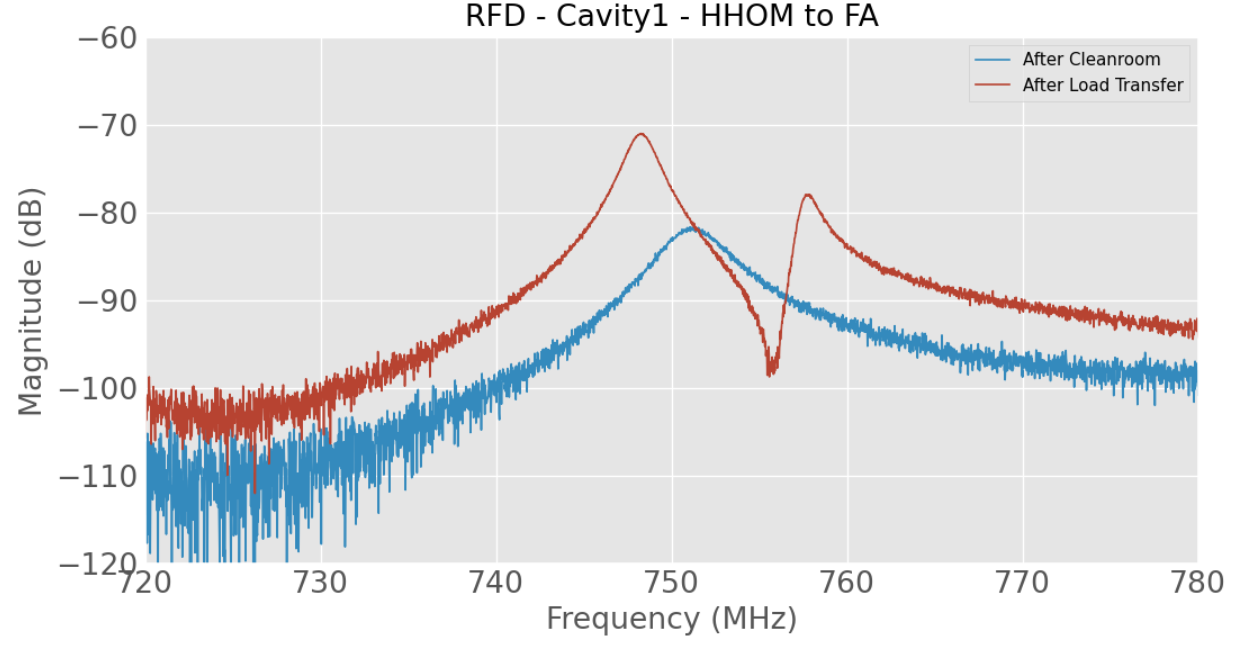 RFD - Cavity1 - HHOM to FA
−60
After Cleanroom
After Load Transfer
−70
−80
−90
−100
−110
−120
Magnitude (dB)
720 730 740 750 760 770 780
Frequency (MHz)